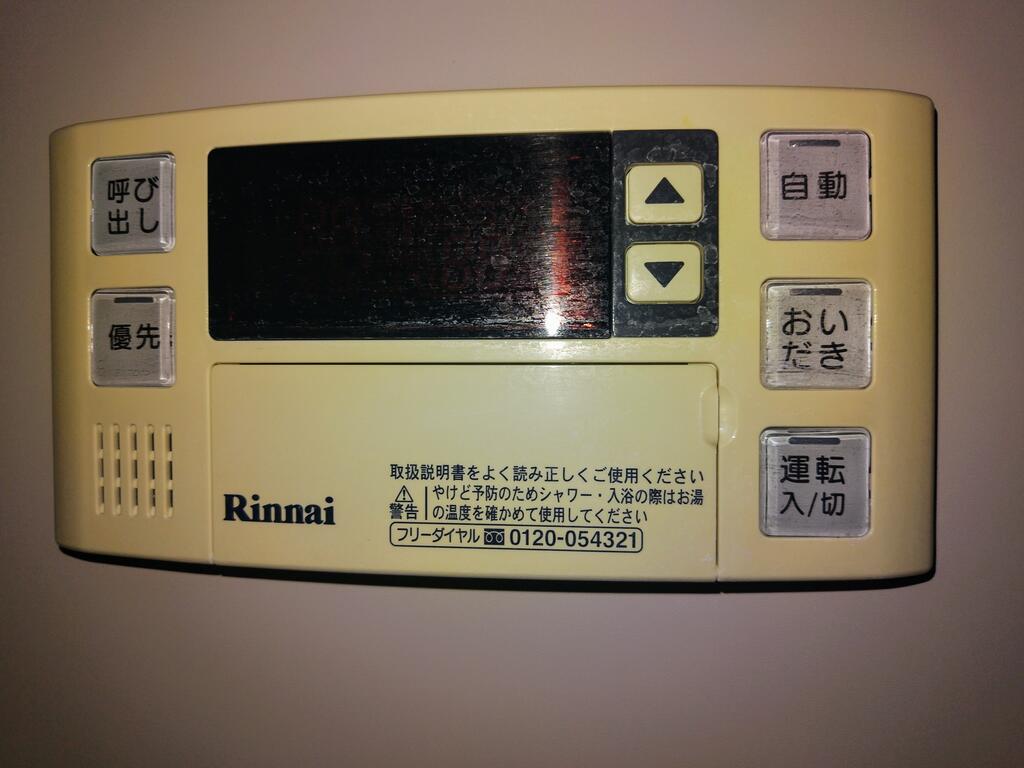 呼び
出し
優先
▲
▼
自動
おい
だき
運転
入/切
Rinnai
取扱説明書をよく読み正しくご使用ください
警告
やけど予防のためシャワー・入浴の際はお湯
の温度を確かめて使用してください
フリーダイヤル 0120-054321